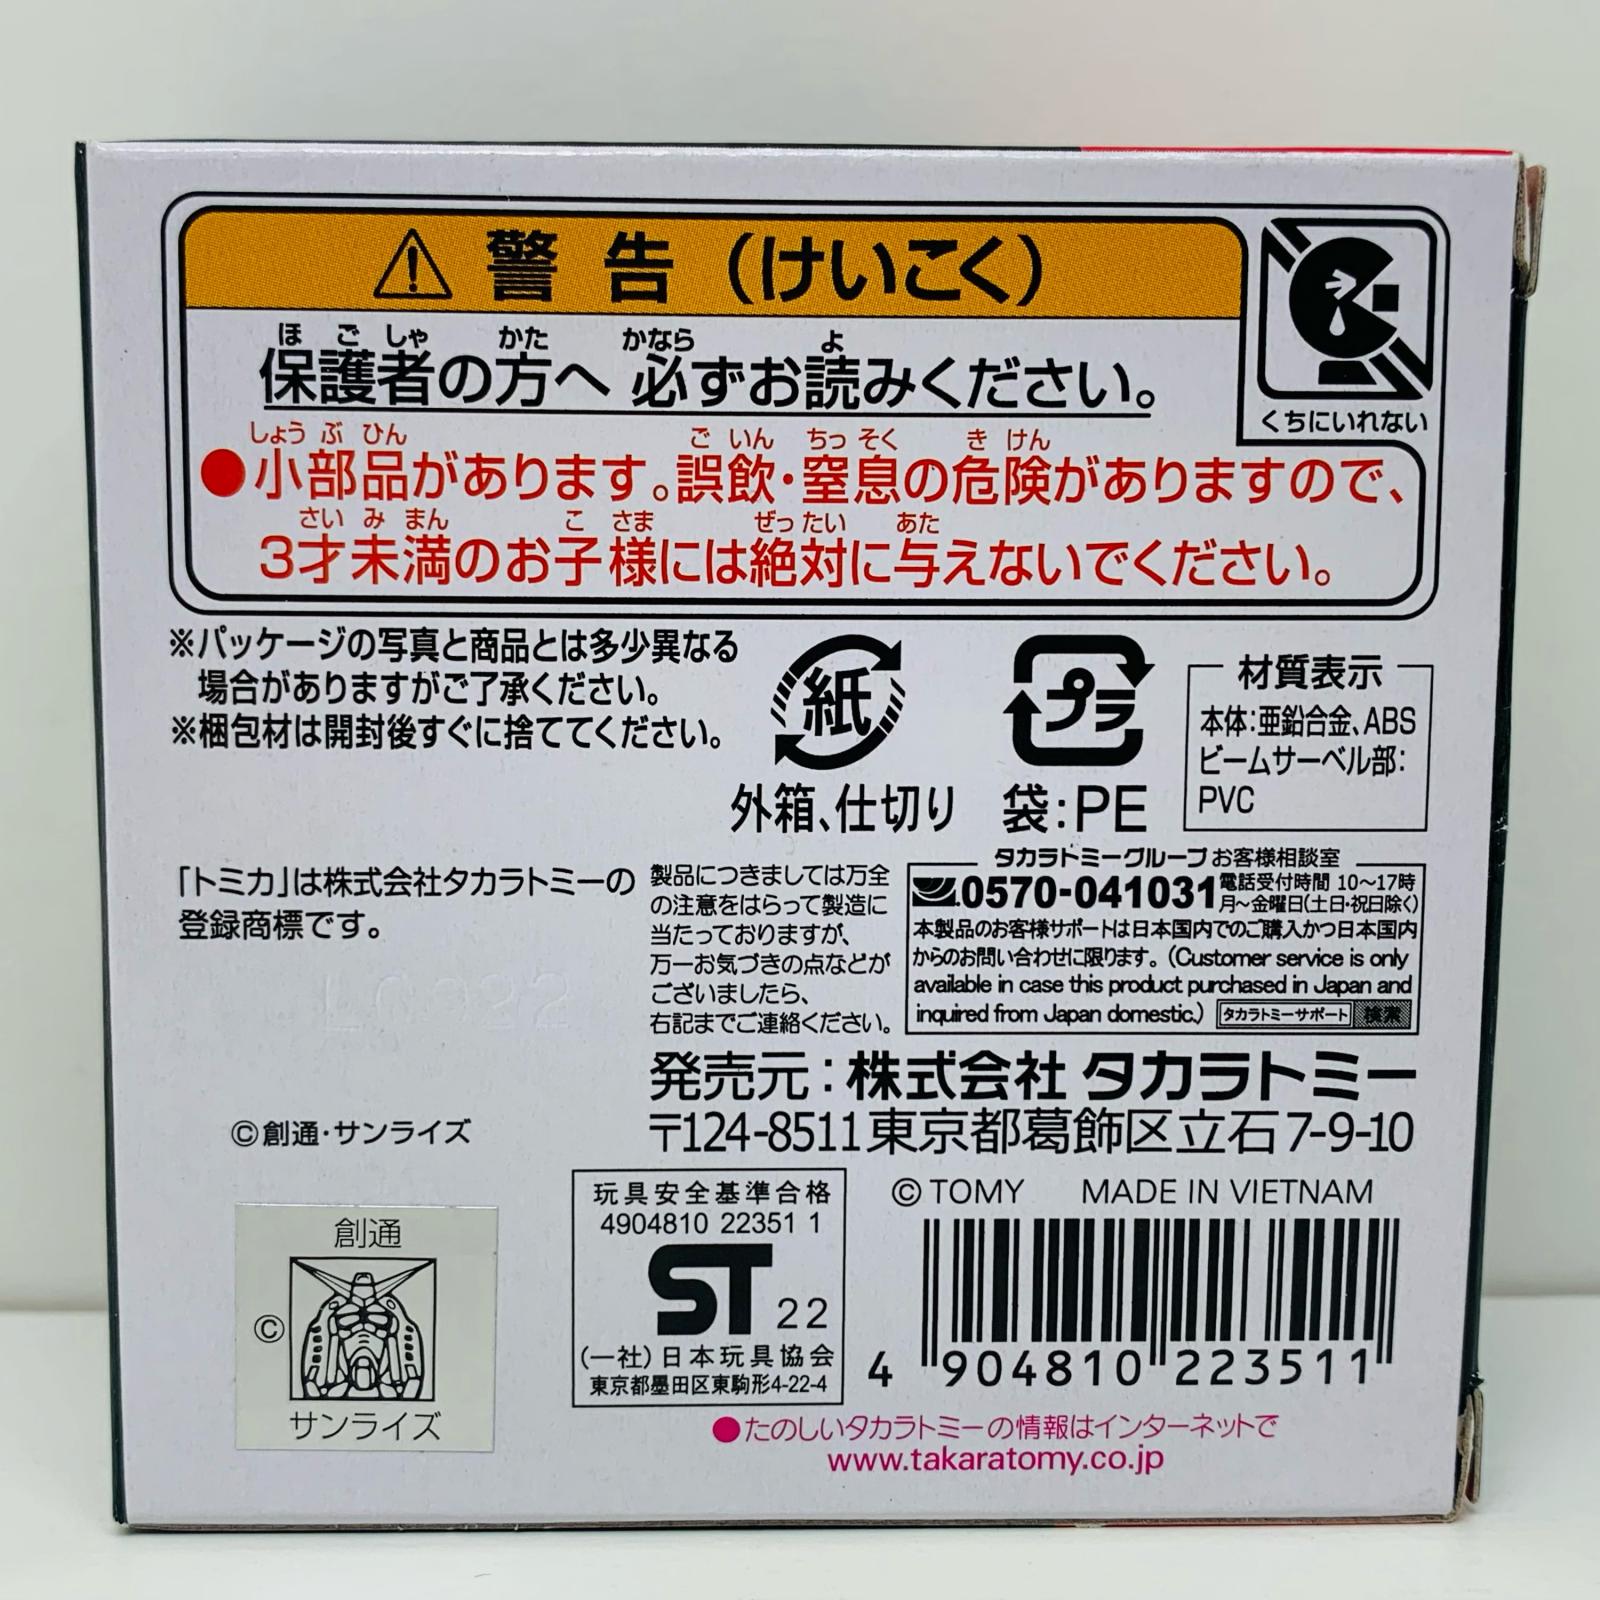 警告（けいこく）
くちにいれない
ほごしゃ かた かなら よ
保護者の方へ 必ずお読みください。
しょうぶひん ごいん ちっそく きけん
●小部品があります。誤飲・窒息の危険がありますので、
さいみまん こさま ぜったい あた
3才未満のお子様には絶対に与えないでください。
※パッケージの写真と商品とは多少異なる
場合がありますがご了承ください。
※梱包材は開封後すぐに捨ててください。
紙
外箱、仕切り
プラ
袋:PE
材質表示
本体:亜鉛合金、ABS
ビームサーベル部:
PVC
「トミカ」は株式会社タカラトミーの
登録商標です。
製品につきましては万全
の注意をはらって製造に
当たっておりますが、
万一お気づきの点などが
ございましたら、
右記までご連絡ください。
タカラトミーグループお客様相談室
0570-041031
電話受付時間 10～17時
月～金曜日(土日・祝日除く)
本製品のお客様サポートは日本国内でのご購入かつ日本国内
からのお問い合わせに限ります。(Customer service is only
available in case this product purchased in Japan and
inquired from Japan domestic.) タカラトミーサポート 検索
発売元:株式会社 タカラトミー
〒124-8511東京都葛飾区立石7-9-10
©創通・サンライズ
創通
©
サンライズ
玩具安全基準合格
4904810 22351 1
ST 22
(一社)日本玩具協会
東京都墨田区東駒形4-22-4
© TOMY MADE IN VIETNAM
4 904810 223511
●たのしいタカラトミーの情報はインターネットで
www.takaratomy.co.jp